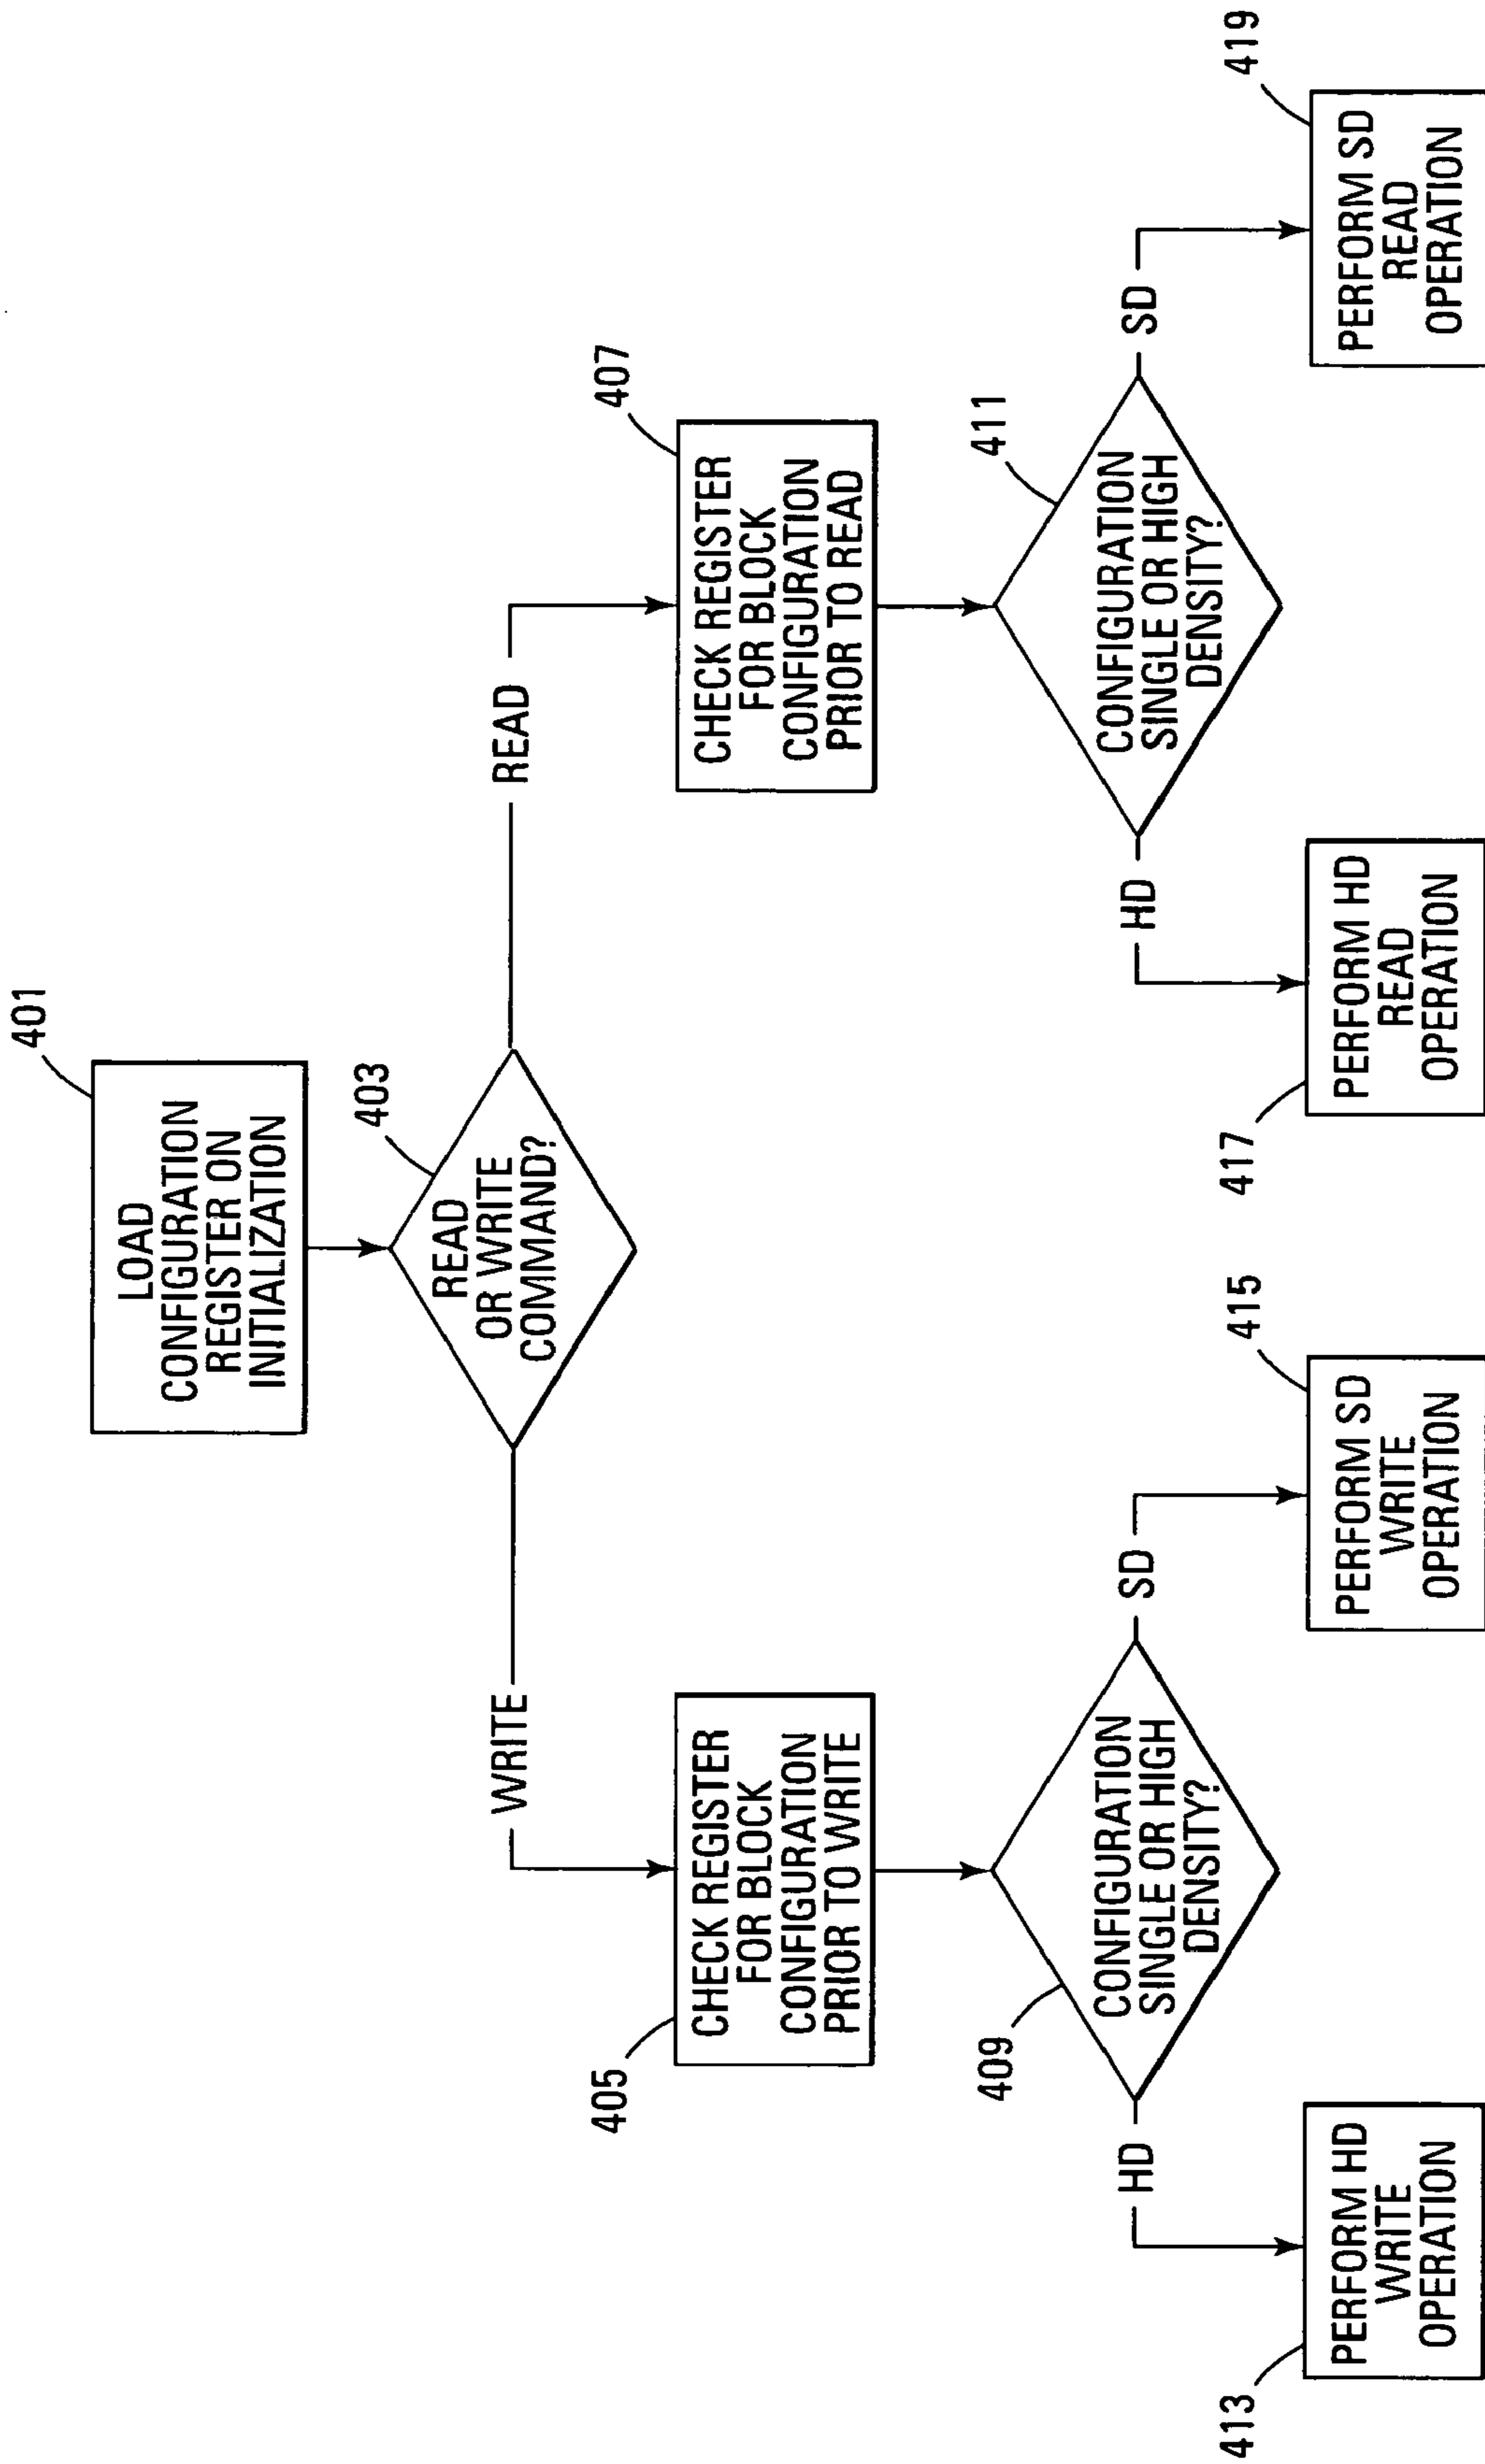 401
LOAD
CONFIGURATION
REGISTER ON
INITIALIZATION
403
READ
OR WRITE
COMMAND?
WRITE
READ
405
CHECK REGISTER
FOR BLOCK
CONFIGURATION
PRIOR TO WRITE
407
CHECK REGISTER
FOR BLOCK
CONFIGURATION
PRIOR TO READ
409
CONFIGURATION
SINGLE OR HIGH
DENSITY?
HD
SD
411
CONFIGURATION
SINGLE OR HIGH
DENSITY?
HD
SD
413
PERFORM HD
WRITE
OPERATION
415
PERFORM SD
WRITE
OPERATION
417
PERFORM HD
READ
OPERATION
419
PERFORM SD
READ
OPERATION